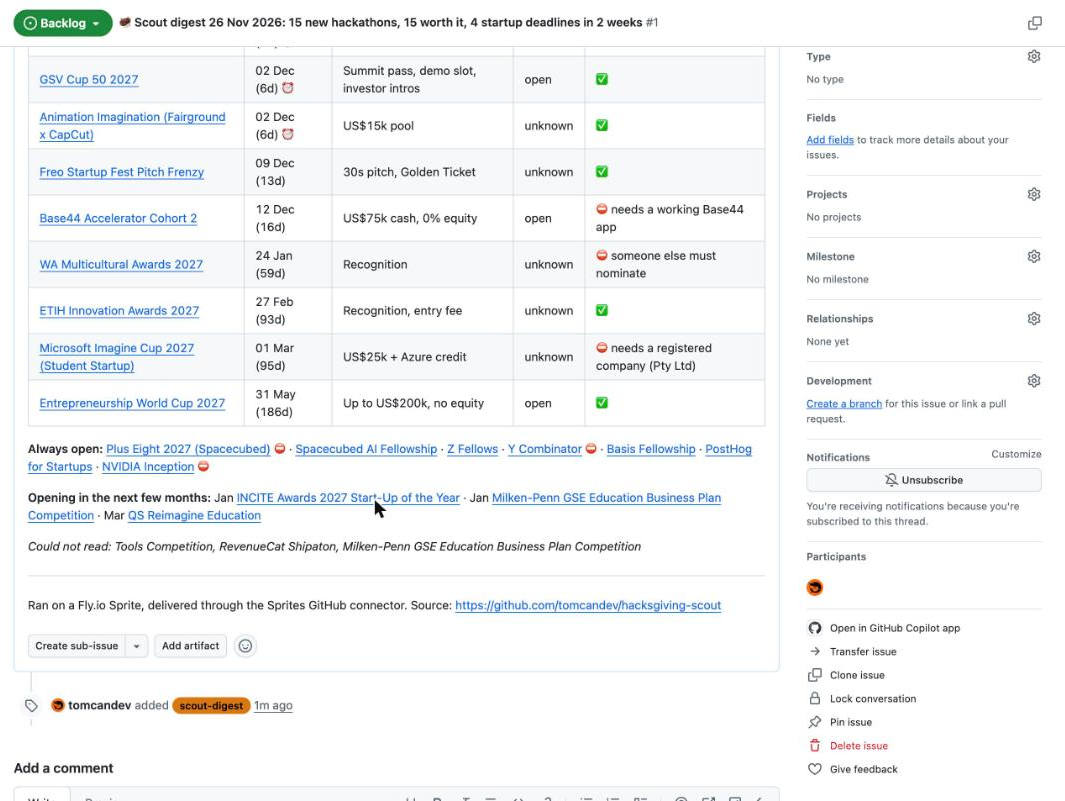 Backlog
Scout digest 26 Nov 2026: 15 new hackathons, 15 worth it, 4 startup deadlines in 2 weeks #1
GSV Cup 50 2027
02 Dec
(6d) ⏰
Summit pass, demo slot,
investor intros
open
✅
Animation Imagination (Fairground
x CapCut)
02 Dec
(6d) ⏰
US$15k pool
unknown
✅
Freo Startup Fest Pitch Frenzy
09 Dec
(13d)
30s pitch, Golden Ticket
unknown
✅
Base44 Accelerator Cohort 2
12 Dec
(16d)
US$75k cash, 0% equity
open
⛔ needs a working Base44
app
WA Multicultural Awards 2027
24 Jan
(59d)
Recognition
unknown
⛔ someone else must
nominate
ETIH Innovation Awards 2027
27 Feb
(93d)
Recognition, entry fee
unknown
✅
Microsoft Imagine Cup 2027
(Student Startup)
01 Mar
(95d)
US$25k + Azure credit
unknown
⛔ needs a registered
company (Pty Ltd)
Entrepreneurship World Cup 2027
31 May
(186d)
Up to US$200k, no equity
open
✅
Always open: Plus Eight 2027 (Spacecubed) ⛔ · Spacecubed AI Fellowship · Z Fellows · Y Combinator ⛔ · Basis Fellowship · PostHog
for Startups · NVIDIA Inception ⛔
Opening in the next few months: Jan INCITE Awards 2027 Start-Up of the Year · Jan Milken-Penn GSE Education Business Plan
Competition · Mar QS Reimagine Education
Could not read: Tools Competition, RevenueCat Shipaton, Milken-Penn GSE Education Business Plan Competition
Ran on a Fly.io Sprite, delivered through the Sprites GitHub connector. Source: https://github.com/tomcandev/hacksgiving-scout
Create sub-issue
Add artifact
tomcandev added scout-digest 1m ago
Add a comment
Type
No type
Fields
Add fields to track more details about your
issues.
Projects
No projects
Milestone
No milestone
Relationships
None yet
Development
Create a branch for this issue or link a pull
request.
Notifications
Customize
Unsubscribe
You're receiving notifications because you're
subscribed to this thread.
Participants
Open in GitHub Copilot app
Transfer issue
Clone issue
Lock conversation
Pin issue
Delete issue
Give feedback